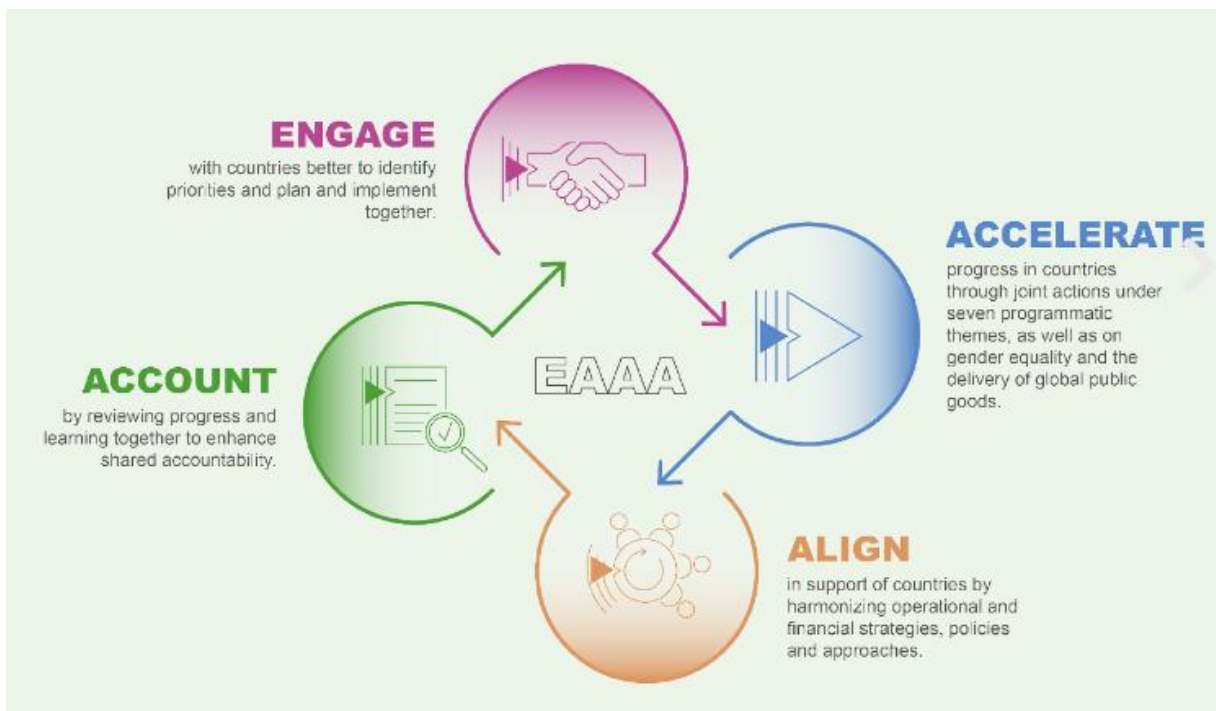 ENGAGE
with countries better to identify
priorities and plan and implement
together.
ACCELERATE
progress in countries
through joint actions under
seven programmatic
themes, as well as on
gender equality and the
delivery of global public
goods.
EAAA
ACCOUNT
by reviewing progress and
learning together to enhance
shared accountability.
ALIGN
in support of countries by
harmonizing operational and
financial strategies, policies
and approaches.